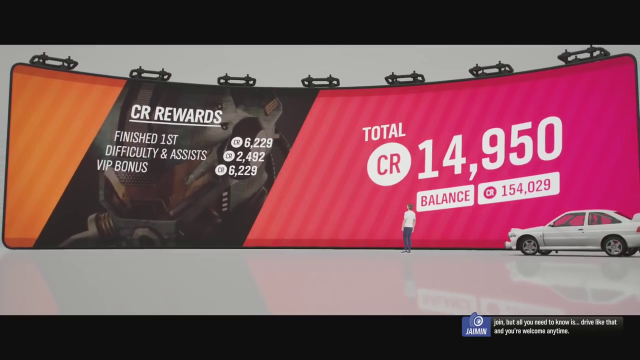 CR REWARDS
FINISHED 1ST CR 6,229
DIFFICULTY & ASSISTS CR 2,492
VIP BONUS CR 6,229
TOTAL
CR 14,950
BALANCE CR 154,029
JAIMIN
join, but all you need to know is... drive like that
and you're welcome anytime.